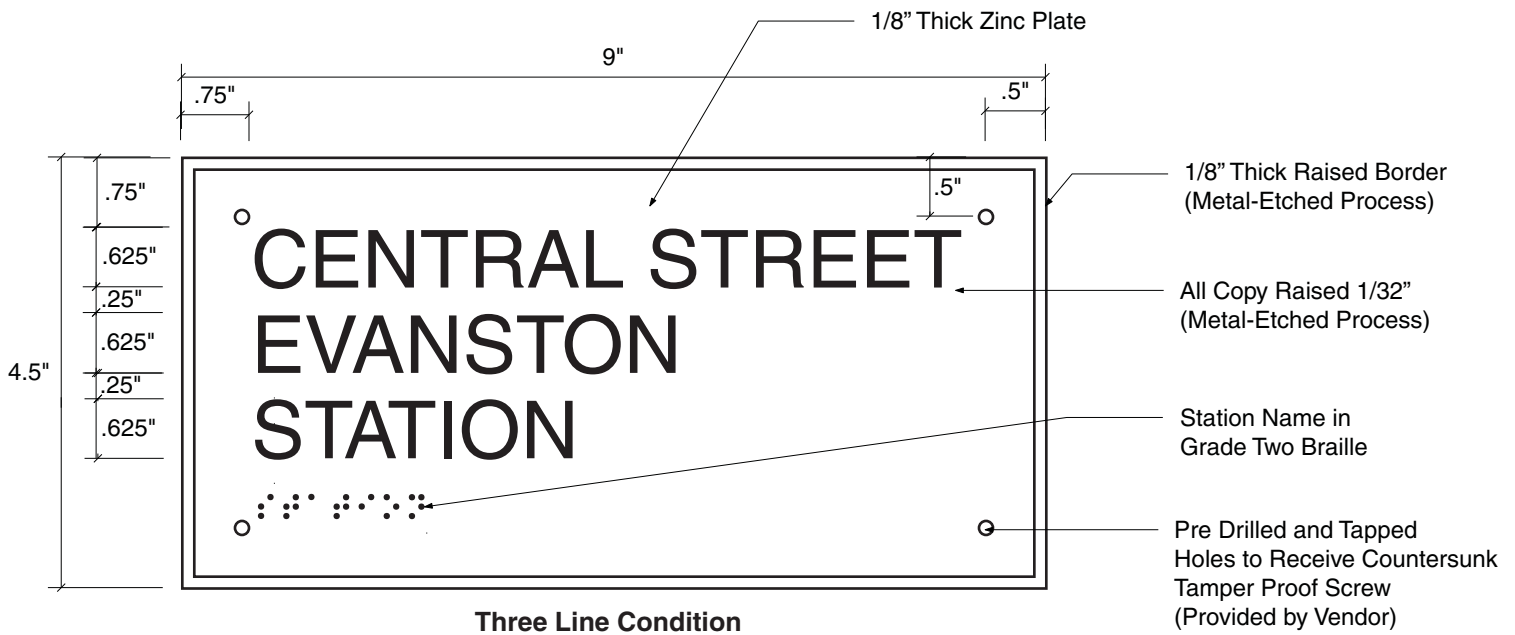 1/8” Thick Zinc Plate
9"
.75"
.5"
1/8” Thick Raised Border
(Metal-Etched Process)
.75"
.5"
.625"
CENTRAL STREET
.25"
All Copy Raised 1/32”
(Metal-Etched Process)
.625"
EVANSTON
4.5"
.25"
.625"
STATION
Station Name in
Grade Two Braille
Pre Drilled and Tapped
Holes to Receive Countersunk
Tamper Proof Screw
(Provided by Vendor)
Three Line Condition